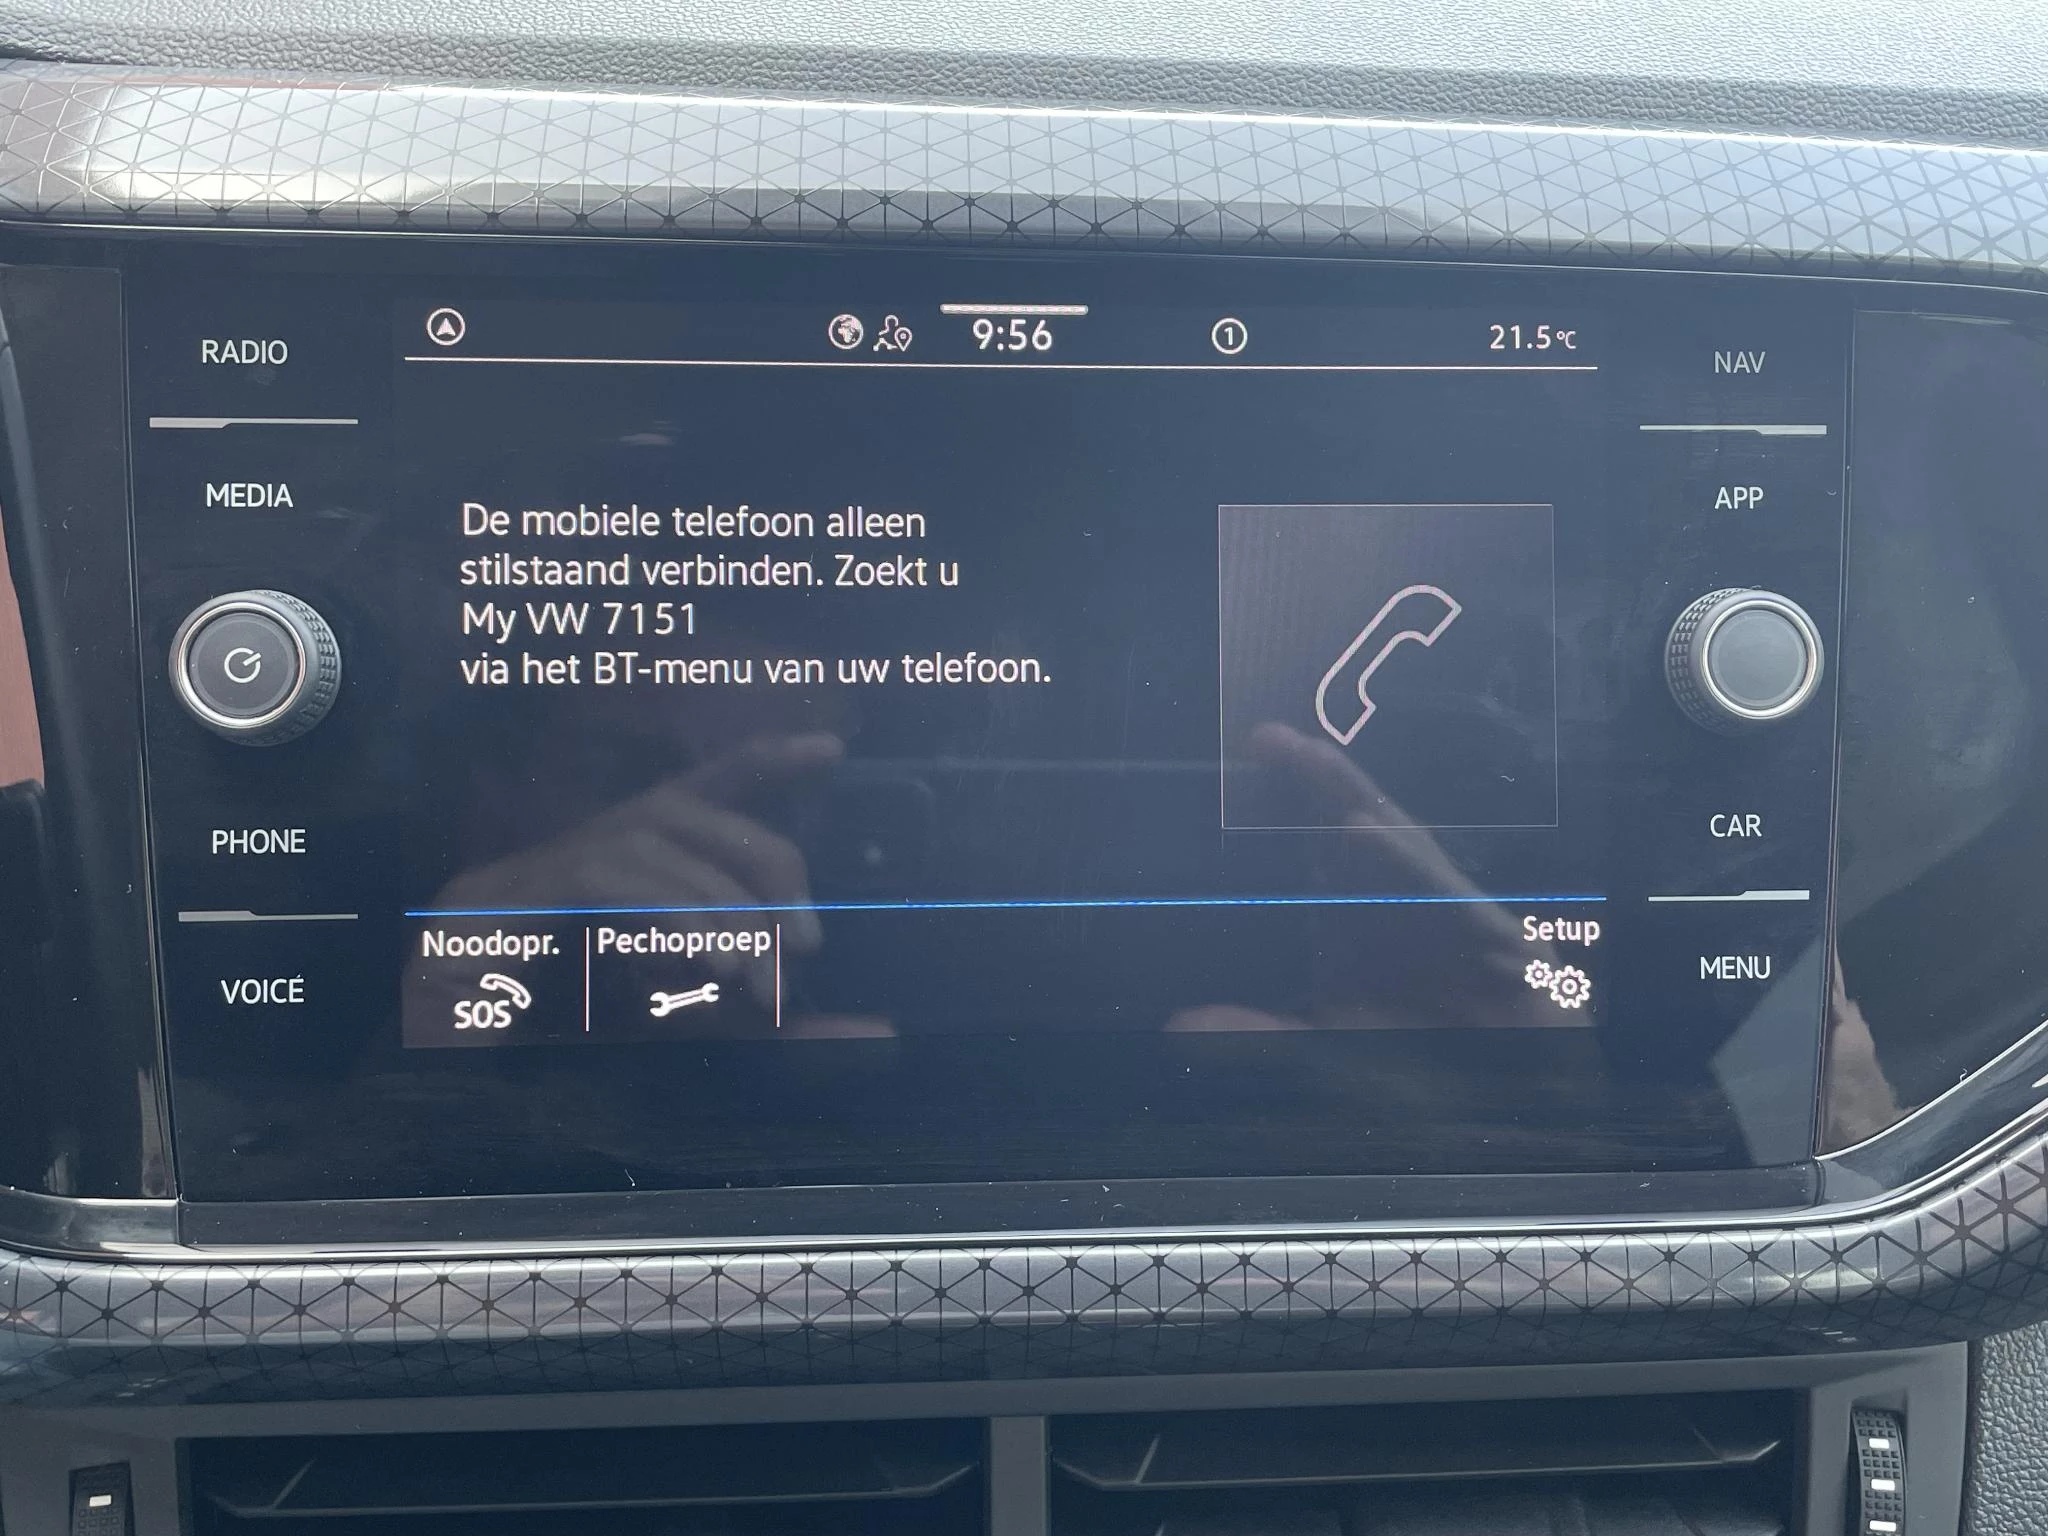 RADIO
MEDIA
PHONE
VOICE
9:56
1
21.5°C
De mobiele telefoon alleen
stilstaand verbinden. Zoekt u
My VW 7151
via het BT-menu van uw telefoon.
Noodopr.
SOS
Pechoproep
Setup
NAV
APP
CAR
MENU